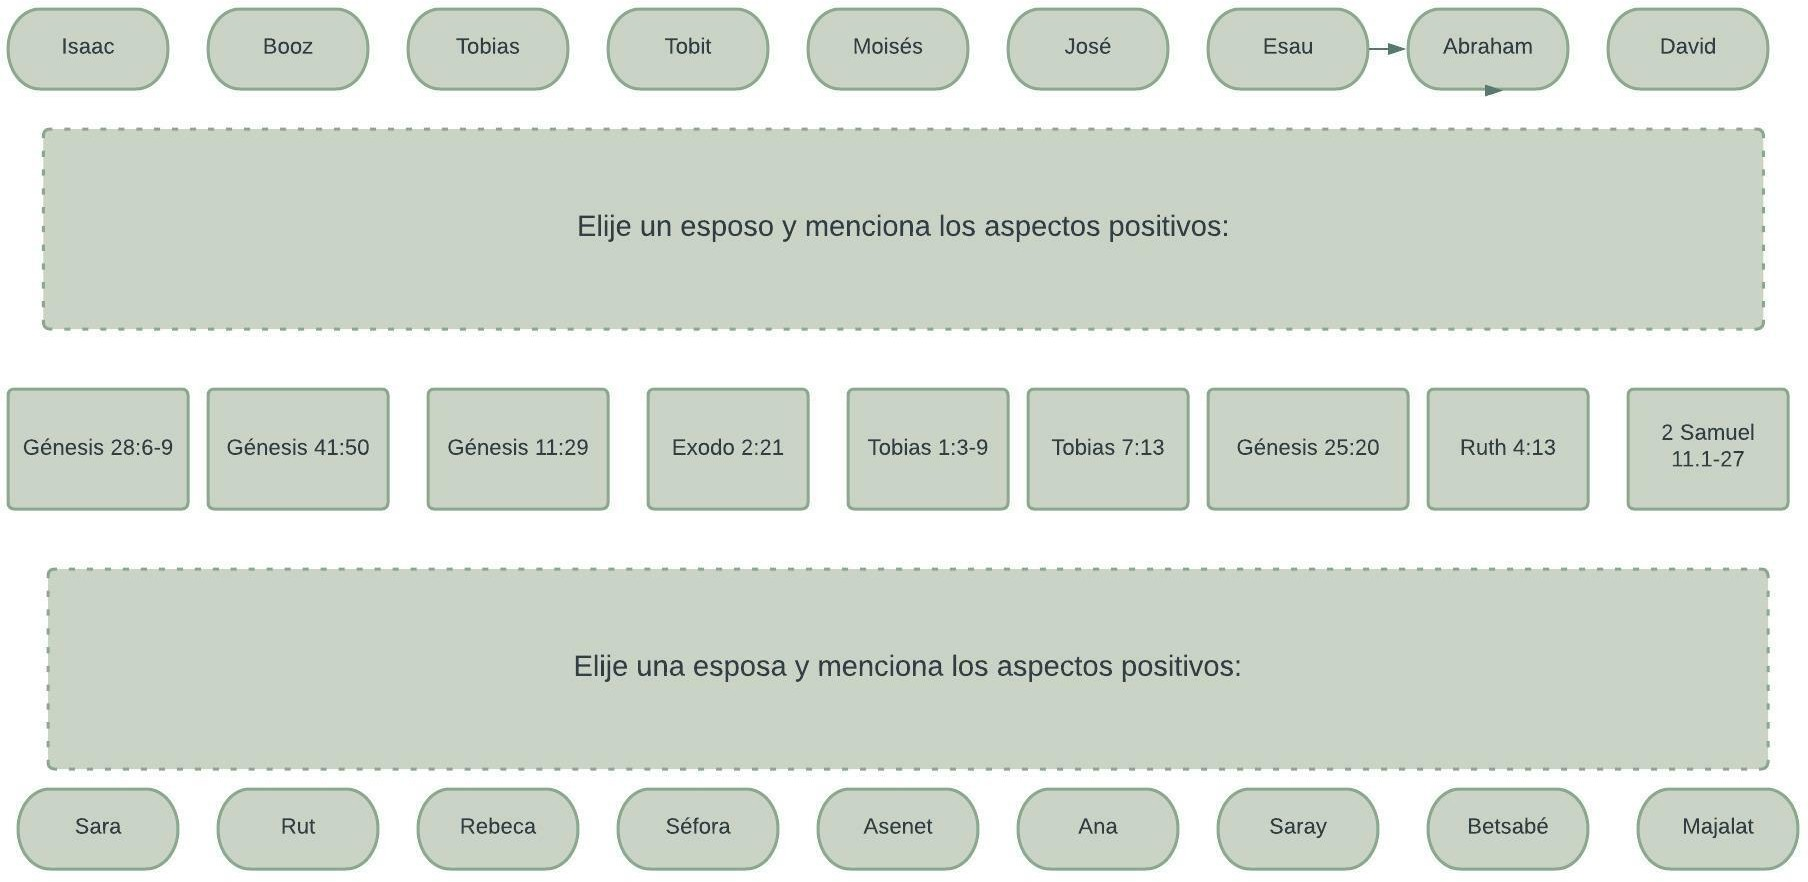 Isaac
Booz
Tobias
Tobit
Moisés
José
Esau
Abraham
David
Elije un esposo y menciona los aspectos positivos:
Génesis 28:6-9
Génesis 41:50
Génesis 11:29
Exodo 2:21
Tobias 1:3-9
Tobias 7:13
Génesis 25:20
Ruth 4:13
2 Samuel
11.1-27
Elije una esposa y menciona los aspectos positivos:
Sara
Rut
Rebeca
Séfora
Asenet
Ana
Saray
Betsabé
Majalat